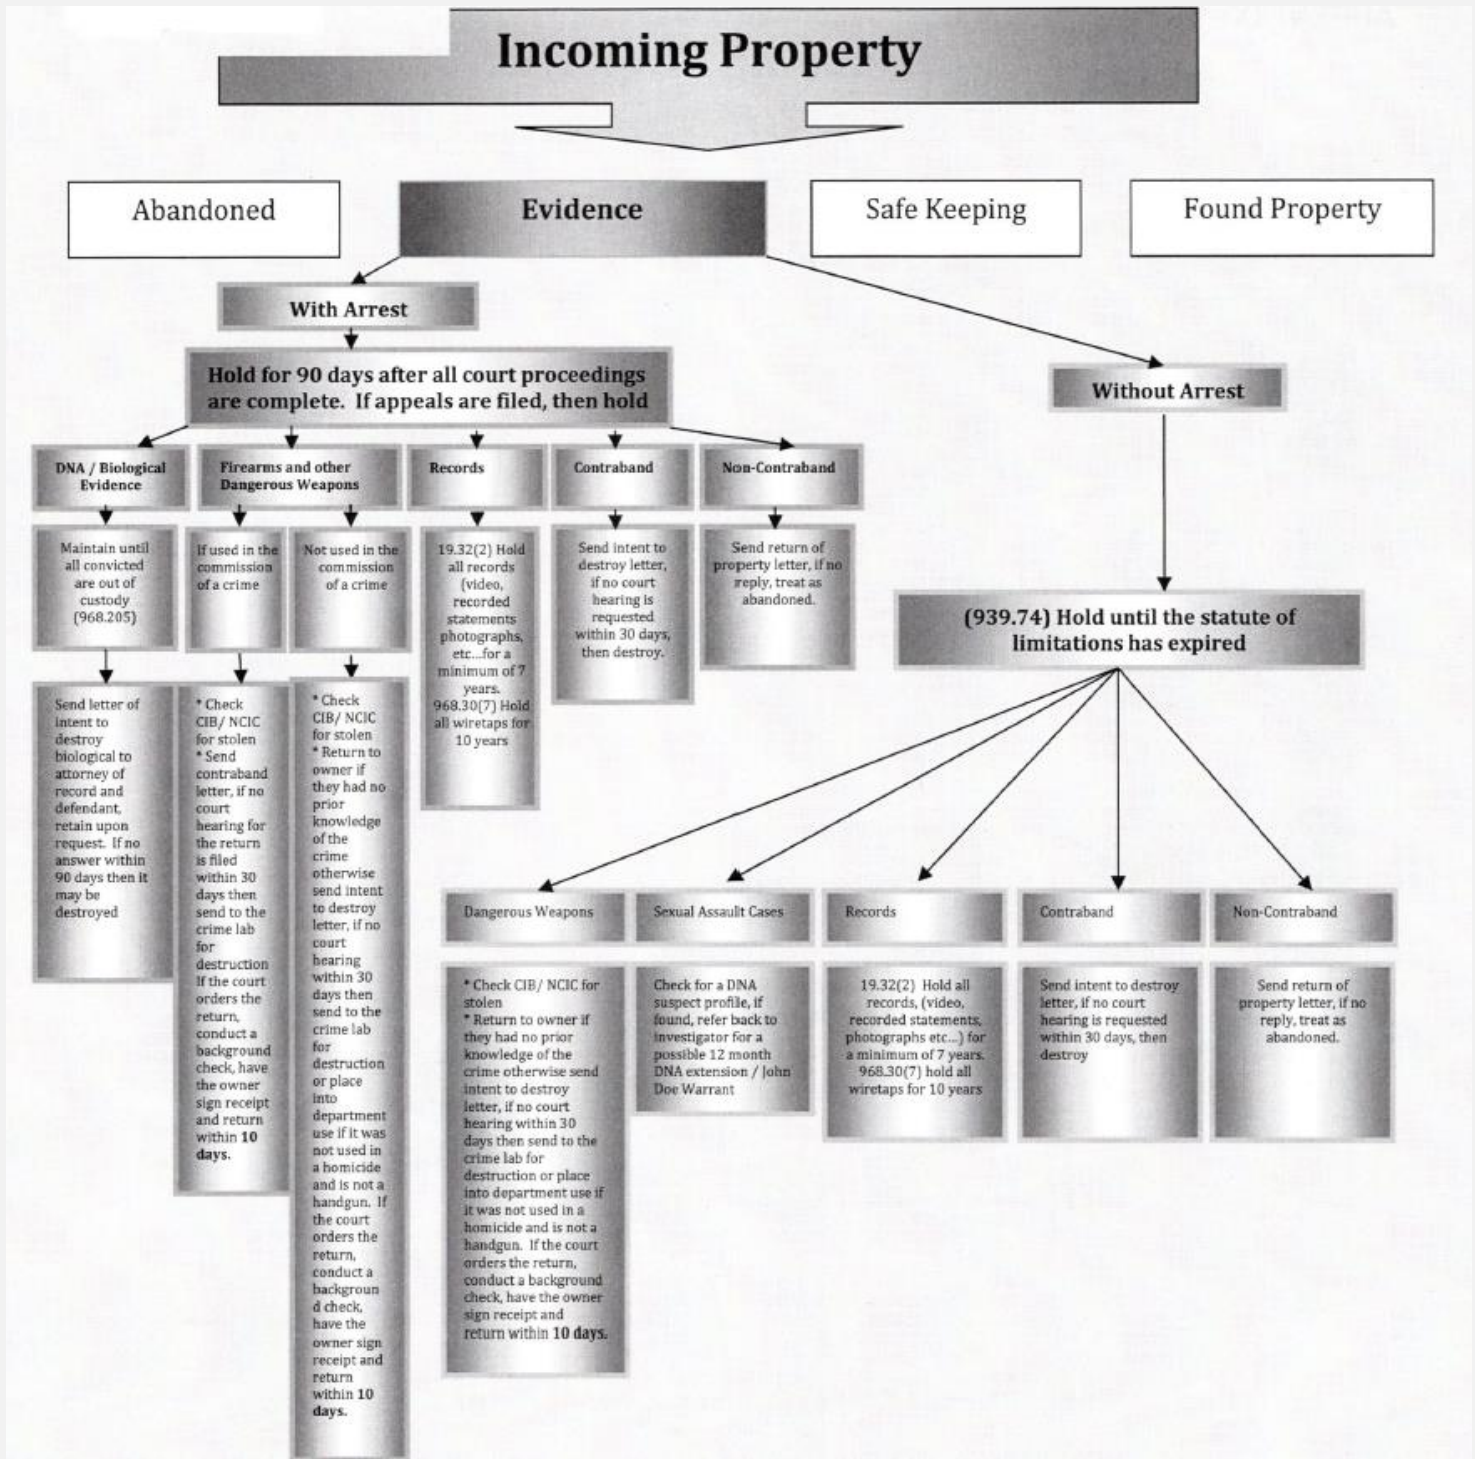 Incoming Property
Abandoned
Evidence
Safe Keeping
Found Property
With Arrest
Hold for 90 days after all court proceedings
are complete. If appeals are filed, then hold
Without Arrest
DNA / Biological
Evidence
Firearms and other
Dangerous Weapons
Records
Contraband
Non-Contraband
Maintain until
all convicted
are out of
custody
(968.205)
If used in the
commission
of a crime
Not used in the
commission
of a crime
19.32(2) Hold
all records
(video,
recorded
statements
photographs,
etc...for a
minimum of 7
years.
968.30(7) Hold
all wiretaps for
10 years
Send intent to
destroy letter,
if no court
hearing is
requested
within 30 days,
then destroy.
Send return of
property letter, if no
reply, treat as
abandoned.
(939.74) Hold until the statute of
limitations has expired
Send letter of
intent to
destroy
biological to
attorney of
record and
defendant,
retain upon
request. If no
answer within
90 days then it
may be
destroyed
* Check
CIB/ NCIC
for stolen
* Send
contraband
letter, if no
court
hearing for
the return
is filed
within 30
days then
send to the
crime lab
for
destruction
If the court
orders the
return,
conduct a
background
check, have
the owner
sign receipt
and return
within 10
days.
* Check
CIB/ NCIC
for stolen
* Return to
owner if
they had no
prior
knowledge
of the
crime
otherwise
send intent
to destroy
letter, if no
court
hearing
within 30
days then
send to the
crime lab
for
destruction
or place
into
department
use if it was
not used in
a homicide
and is not a
handgun. If
the court
orders the
return,
conduct a
backgroun
d check,
have the
owner sign
receipt and
return
within 10
days.
Dangerous Weapons
Sexual Assault Cases
Records
Contraband
Non-Contraband
* Check CIB/ NCIC for
stolen
* Return to owner if
they had no prior
knowledge of the
crime otherwise send
intent to destroy
letter, if no court
hearing within 30
days then send to the
crime lab for
destruction or place
into department use if
it was not used in a
homicide and is not a
handgun. If the court
orders the return,
conduct a background
check, have the owner
sign receipt and
return within 10 days.
Check for a DNA
suspect profile, if
found, refer back to
investigator for a
possible 12 month
DNA extension / John
Doe Warrant
19.32(2) Hold all
records, (video,
recorded statements,
photographs etc...) for
a minimum of 7 years.
968.30(7) hold all
wiretaps for 10 years
Send intent to destroy
letter, if no court
hearing is requested
within 30 days, then
destroy
Send return of
property letter, if no
reply, treat as
abandoned.